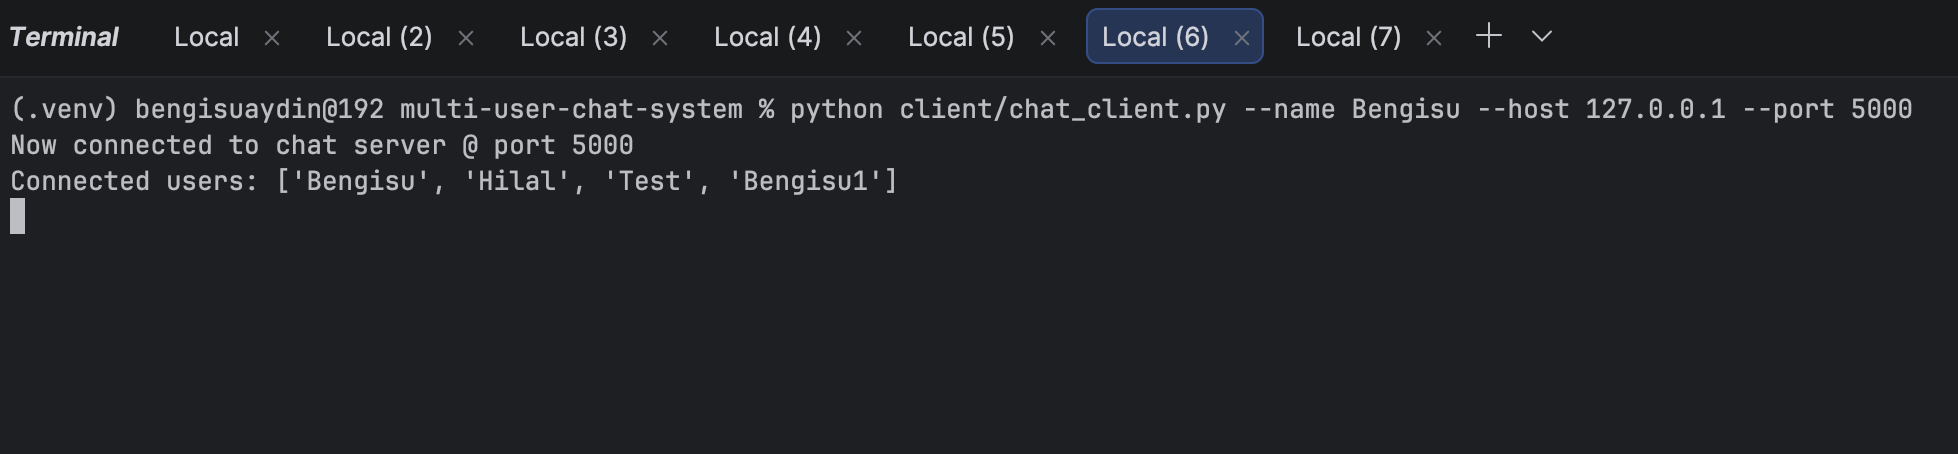 Terminal Local × Local (2) × Local (3) × Local (4) × Local (5) × Local (6) × Local (7) ×
(.venv) bengisuaydin@192 multi-user-chat-system % python client/chat_client.py --name Bengisu --host 127.0.0.1 --port 5000
Now connected to chat server @ port 5000
Connected users: ['Bengisu', 'Hilal', 'Test', 'Bengisu1']